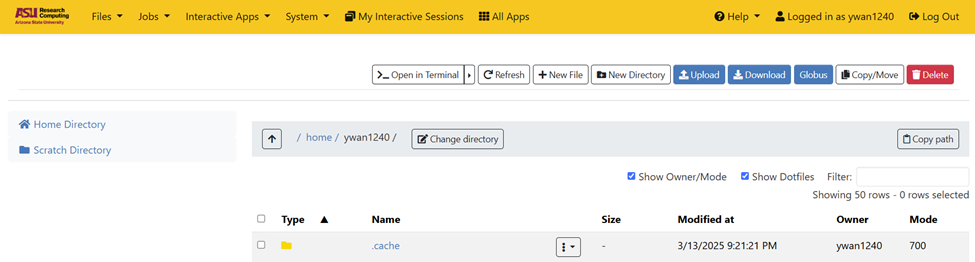 ASU Research Computing Arizona State University Files Jobs Interactive Apps System My Interactive Sessions All Apps Help Logged in as ywan1240 Log Out
>_ Open in Terminal Refresh + New File New Directory Upload Download Globus Copy/Move Delete
Home Directory
Scratch Directory
/ home / ywan1240 / Change directory Copy path
Show Owner/Mode Show Dotfiles Filter:
Showing 50 rows - 0 rows selected
Type Name Size Modified at Owner Mode
.cache - 3/13/2025 9:21:21 PM ywan1240 700